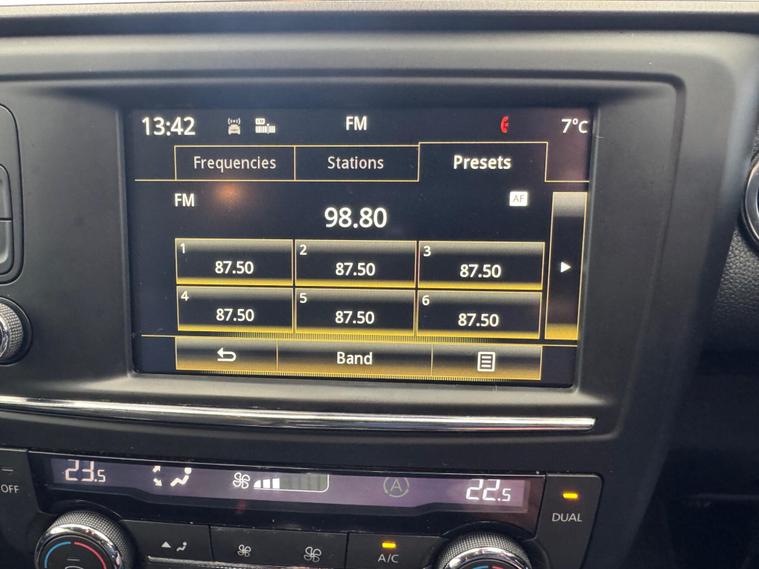 13:42 FM 7°C
Frequencies Stations Presets
FM AF
98.80
1 87.50 2 87.50 3 87.50
4 87.50 5 87.50 6 87.50
Band
23.5 A 22.5
OFF
DUAL
A/C